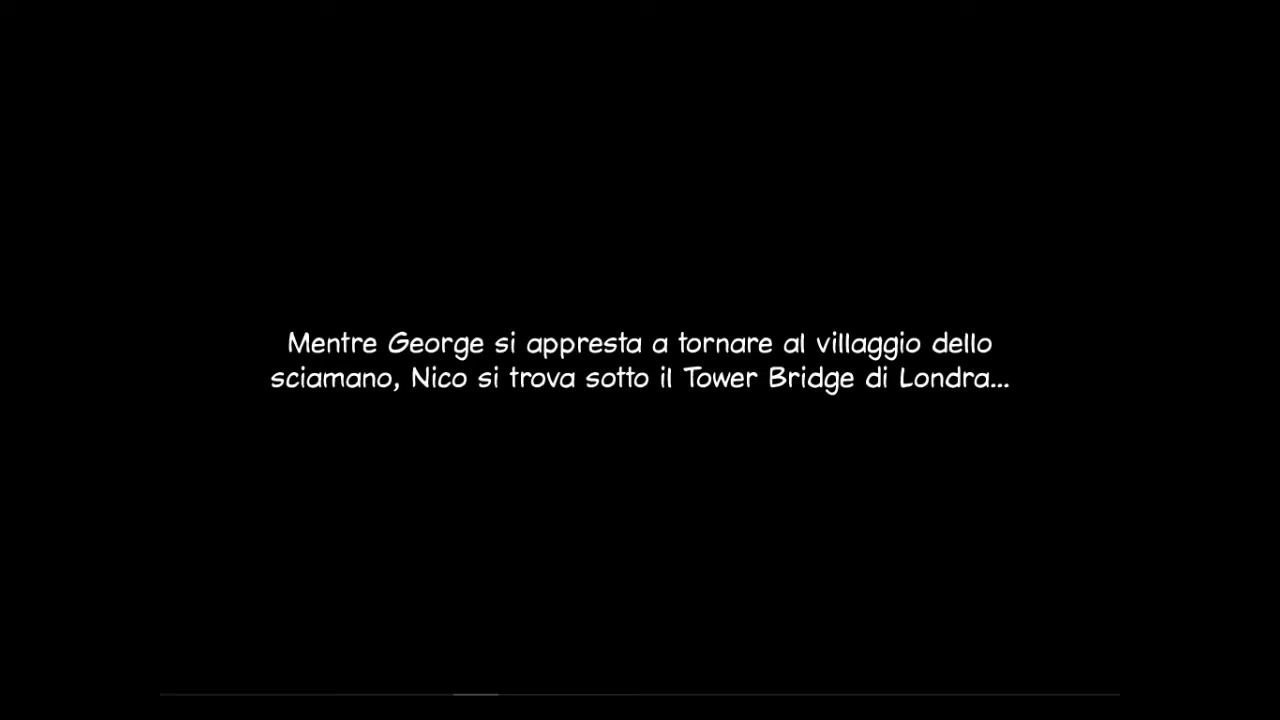 Mentre George si appresta a tornare al villaggio dello
sciamano, Nico si trova sotto il Tower Bridge di Londra...